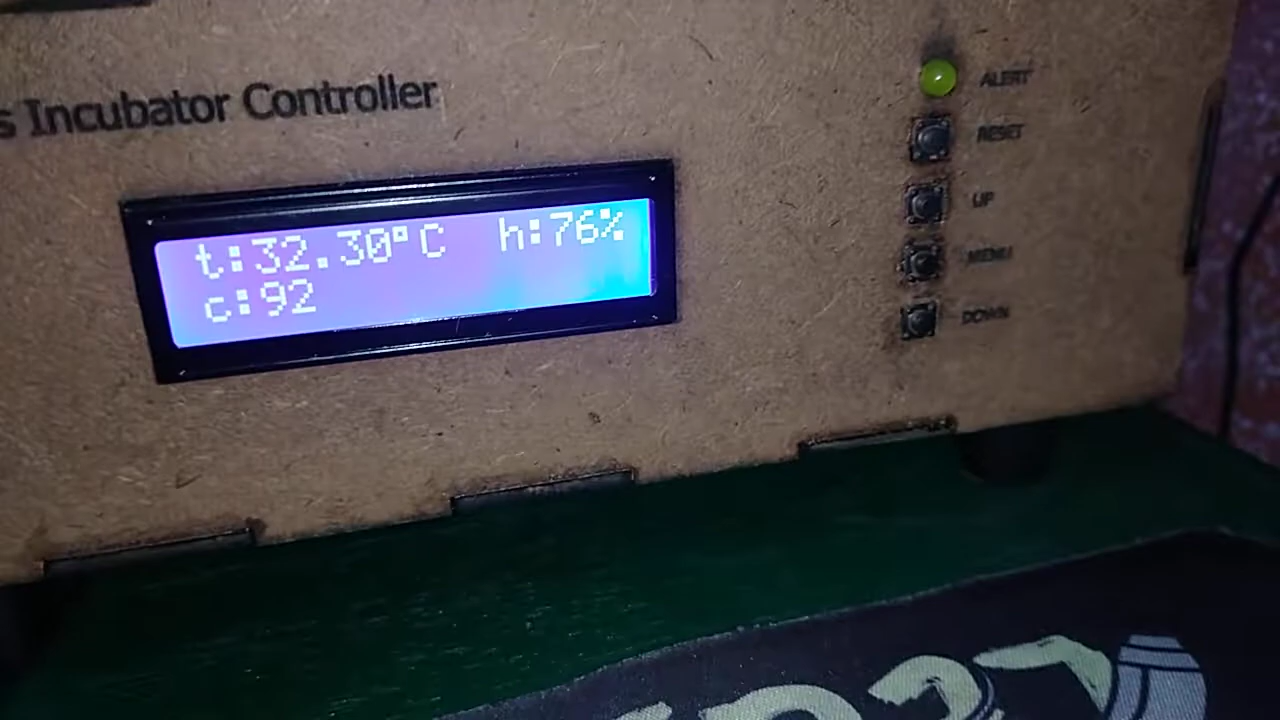 s Incubator Controller
t:32.30°C h:76%
c:92
ALERT
RESET
UP
MENU
DOWN